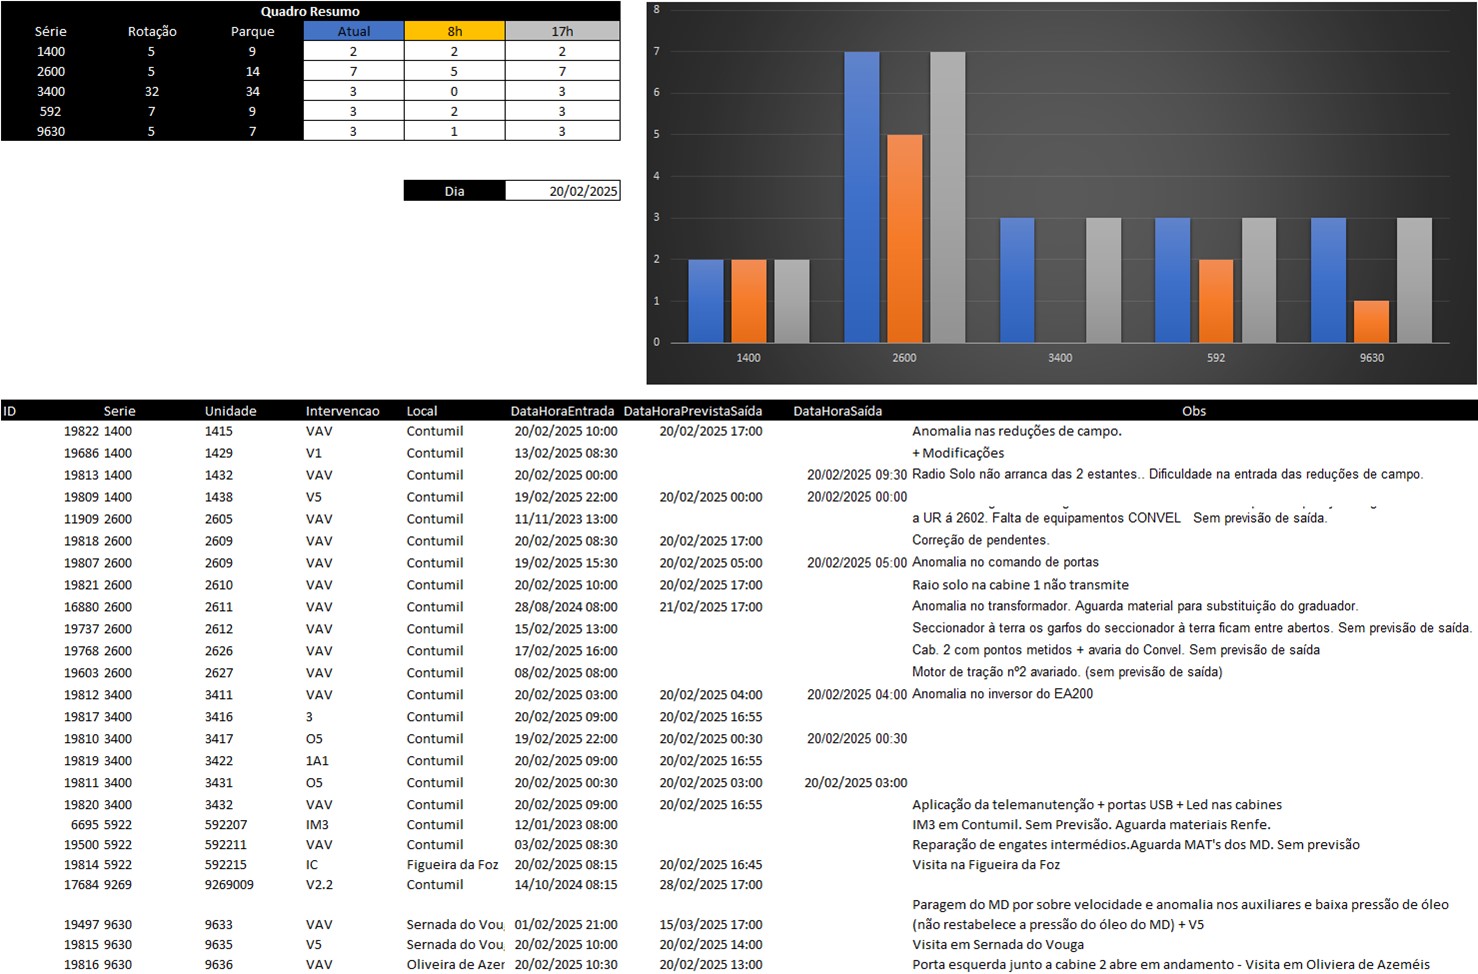 Quadro Resumo
Série Rotação Parque Atual 8h 17h
1400 5 9 2 2 2
2600 5 14 7 5 7
3400 32 34 3 0 3
592 7 9 3 2 3
9630 5 7 3 1 3
Dia 20/02/2025
8
7
6
5
4
3
2
1
0
1400 2600 3400 592 9630
ID Serie Unidade Intervencao Local DataHoraEntrada DataHoraPrevistaSaída DataHoraSaída Obs
19822 1400 1415 VAV Contumil 20/02/2025 10:00 20/02/2025 17:00 Anomalia nas reduções de campo.
19686 1400 1429 V1 Contumil 13/02/2025 08:30 + Modificações
19813 1400 1432 VAV Contumil 20/02/2025 00:00 20/02/2025 09:30 Radio Solo não arranca das 2 estantes.. Dificuldade na entrada das reduções de campo.
19809 1400 1438 V5 Contumil 19/02/2025 22:00 20/02/2025 00:00 20/02/2025 00:00
11909 2600 2605 VAV Contumil 11/11/2023 13:00 a UR á 2602. Falta de equipamentos CONVEL Sem previsão de saída.
19818 2600 2609 VAV Contumil 20/02/2025 08:30 20/02/2025 17:00 Correção de pendentes.
19807 2600 2609 VAV Contumil 19/02/2025 15:30 20/02/2025 05:00 20/02/2025 05:00 Anomalia no comando de portas
19821 2600 2610 VAV Contumil 20/02/2025 10:00 20/02/2025 17:00 Raio solo na cabine 1 não transmite
16880 2600 2611 VAV Contumil 28/08/2024 08:00 21/02/2025 17:00 Anomalia no transformador. Aguarda material para substituição do graduador.
19737 2600 2612 VAV Contumil 15/02/2025 13:00 Seccionador à terra os garfos do seccionador à terra ficam entre abertos. Sem previsão de saída.
19768 2600 2626 VAV Contumil 17/02/2025 16:00 Cab. 2 com pontos metidos + avaria do Convel. Sem previsão de saída
19603 2600 2627 VAV Contumil 08/02/2025 08:00 Motor de tração nº2 avariado. (sem previsão de saída)
19812 3400 3411 VAV Contumil 20/02/2025 03:00 20/02/2025 04:00 20/02/2025 04:00 Anomalia no inversor do EA200
19817 3400 3416 3 Contumil 20/02/2025 09:00 20/02/2025 16:55
19810 3400 3417 O5 Contumil 19/02/2025 22:00 20/02/2025 00:30 20/02/2025 00:30
19819 3400 3422 1A1 Contumil 20/02/2025 09:00 20/02/2025 16:55
19811 3400 3431 O5 Contumil 20/02/2025 00:30 20/02/2025 03:00 20/02/2025 03:00
19820 3400 3432 VAV Contumil 20/02/2025 09:00 20/02/2025 16:55 Aplicação da telemanutenção + portas USB + Led nas cabines
6695 5922 592207 IM3 Contumil 12/01/2023 08:00 IM3 em Contumil. Sem Previsão. Aguarda materiais Renfe.
19500 5922 592211 VAV Contumil 03/02/2025 08:30 Reparação de engates intermédios.Aguarda MAT's dos MD. Sem previsão
19814 5922 592215 IC Figueira da Foz 20/02/2025 08:15 20/02/2025 16:45 Visita na Figueira da Foz
17684 9269 9269009 V2.2 Contumil 14/10/2024 08:15 28/02/2025 17:00
Paragem do MD por sobre velocidade e anomalia nos auxiliares e baixa pressão de óleo
19497 9630 9633 VAV Sernada do Vou 01/02/2025 21:00 15/03/2025 17:00 (não restabelece a pressão do óleo do MD) + V5
19815 9630 9635 V5 Sernada do Vou 20/02/2025 10:00 20/02/2025 14:00 Visita em Sernada do Vouga
19816 9630 9636 VAV Oliveira de Azer 20/02/2025 10:30 20/02/2025 13:00 Porta esquerda junto a cabine 2 abre em andamento - Visita em Oliviera de Azeméis